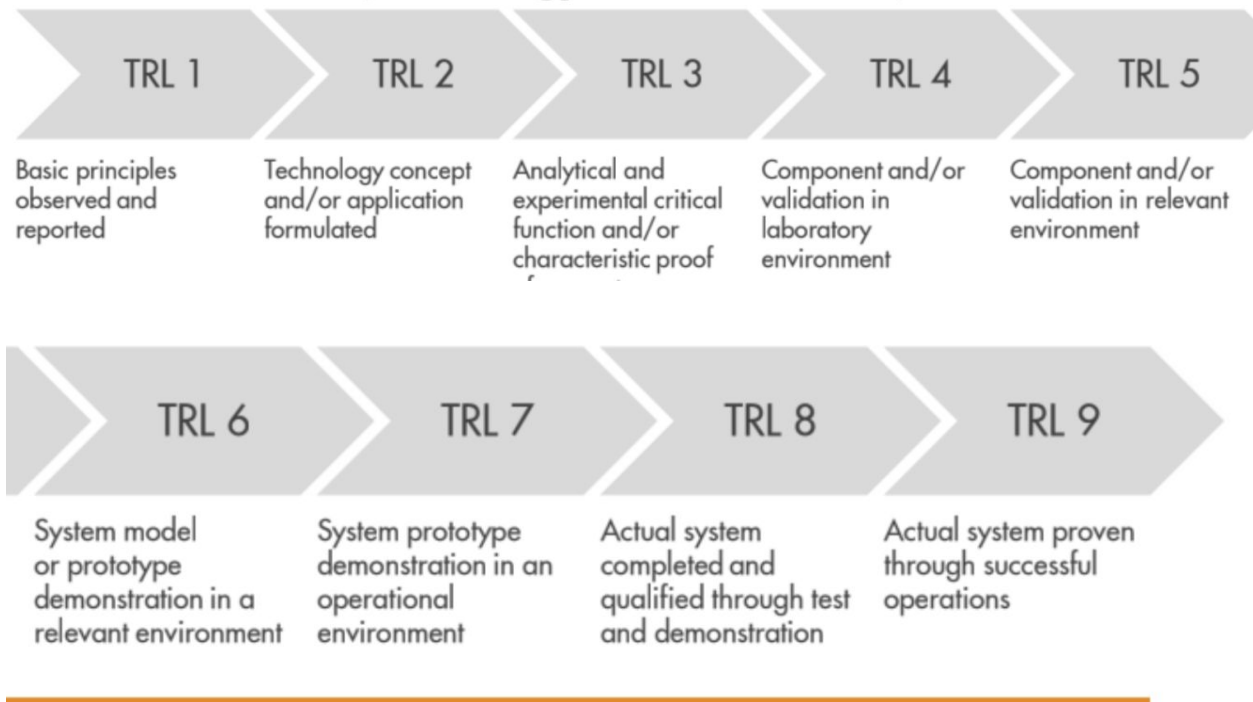 TRL 1
TRL 2
TRL 3
TRL 4
TRL 5
Basic principles
observed and
reported
Technology concept
and/or application
formulated
Analytical and
experimental critical
function and/or
characteristic proof
Component and/or
validation in
laboratory
environment
Component and/or
validation in relevant
environment
TRL 6
TRL 7
TRL 8
TRL 9
System model
or prototype
demonstration in a
relevant environment
System prototype
demonstration in an
operational
environment
Actual system
completed and
qualified through test
and demonstration
Actual system proven
through successful
operations